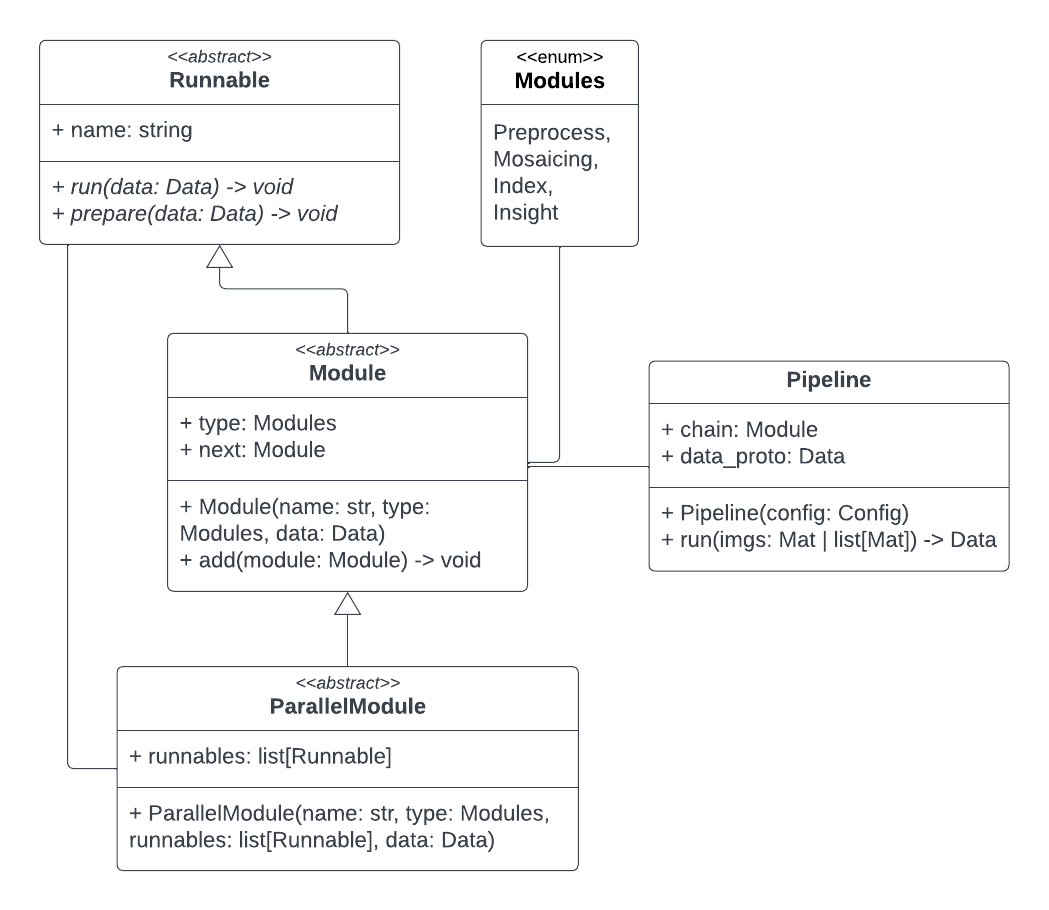 <<abstract>>
Runnable
+ name: string
+ run(data: Data) -> void
+ prepare(data: Data) -> void
<<enum>>
Modules
Preprocess,
Mosaicing,
Index,
Insight
<<abstract>>
Module
+ type: Modules
+ next: Module
+ Module(name: str, type:
Modules, data: Data)
+ add(module: Module) -> void
Pipeline
+ chain: Module
+ data_proto: Data
+ Pipeline(config: Config)
+ run(imgs: Mat | list[Mat]) -> Data
<<abstract>>
ParallelModule
+ runnables: list[Runnable]
+ ParallelModule(name: str, type: Modules,
runnables: list[Runnable], data: Data)